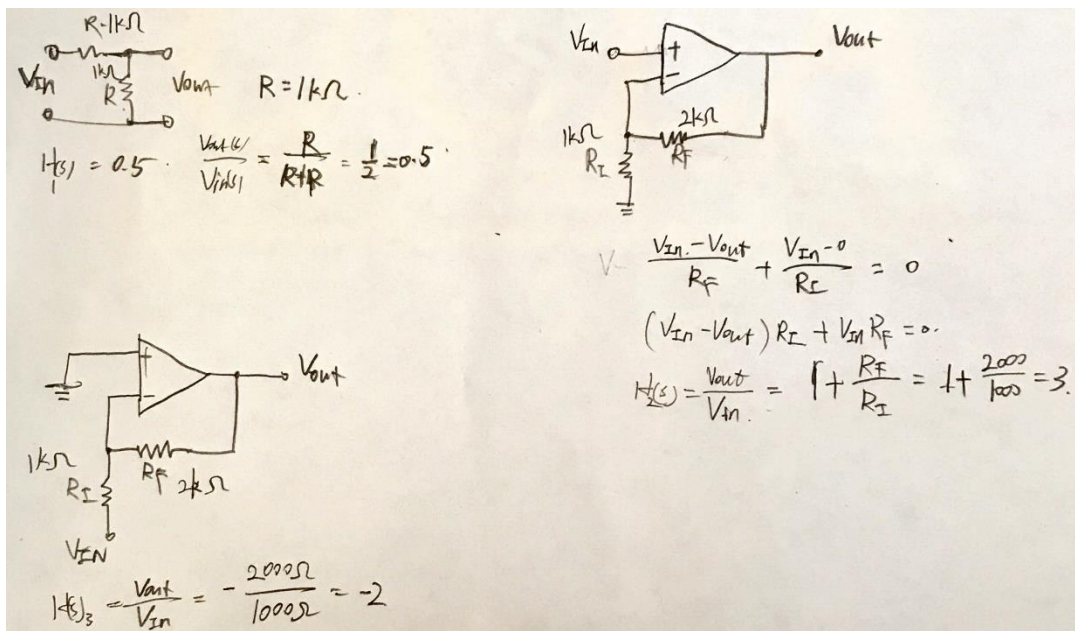 R-1kΩ
VIn
1kΩ
R
Vout
R = 1kΩ
H1(s) = 0.5
Vout(s)/Vin(s) = R/(R+R) = 1/2 = 0.5
VIn
+
-
Vout
2kΩ
RF
1kΩ
RI
V-
(VIn - Vout)/RF + (VIn - 0)/RI = 0
(VIn - Vout) RI + VIn RF = 0.
H2(s) = Vout/VIn = 1 + RF/RI = 1 + 2000/1000 = 3.
+
-
Vout
1kΩ
RI
RF 2kΩ
VIN
H(s)3 = Vout/VIn = - 2000Ω/1000Ω = -2